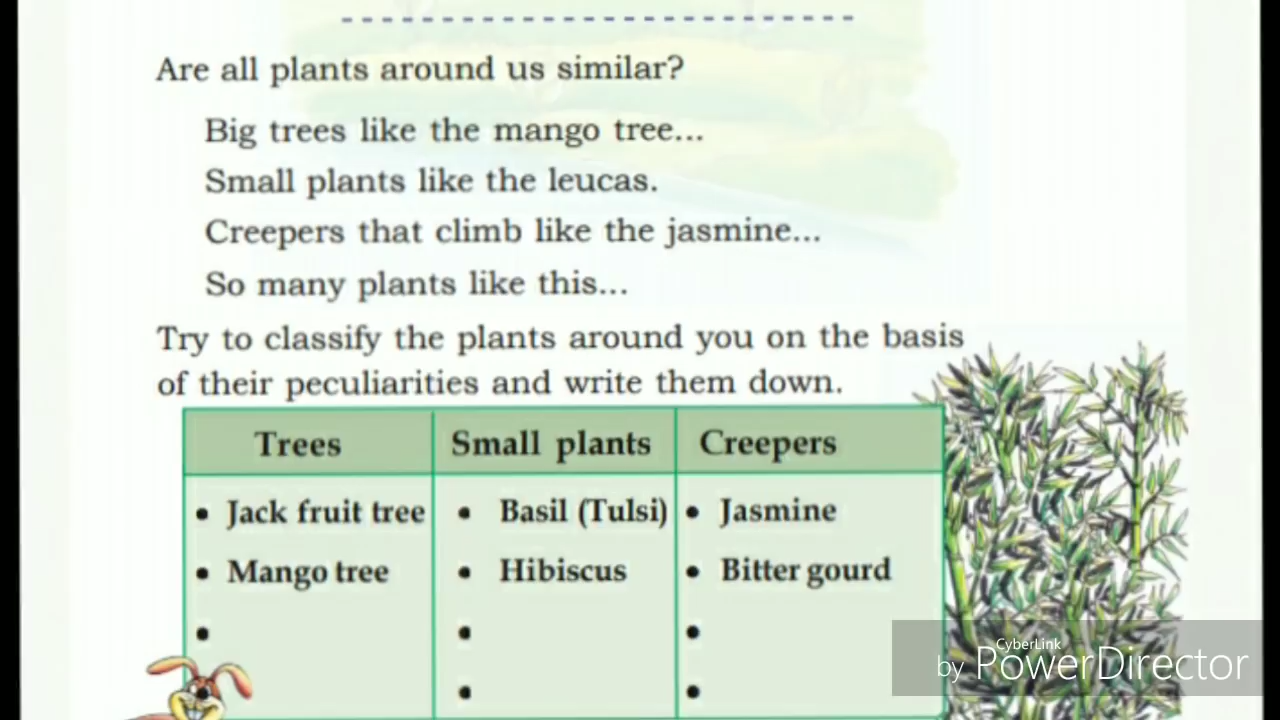 Are all plants around us similar?
Big trees like the mango tree...
Small plants like the leucas.
Creepers that climb like the jasmine...
So many plants like this...
Try to classify the plants around you on the basis
of their peculiarities and write them down.
Trees Small plants Creepers
• Jack fruit tree • Basil (Tulsi) • Jasmine
• Mango tree • Hibiscus • Bitter gourd
• • •
• •
CyberLink
by PowerDirector